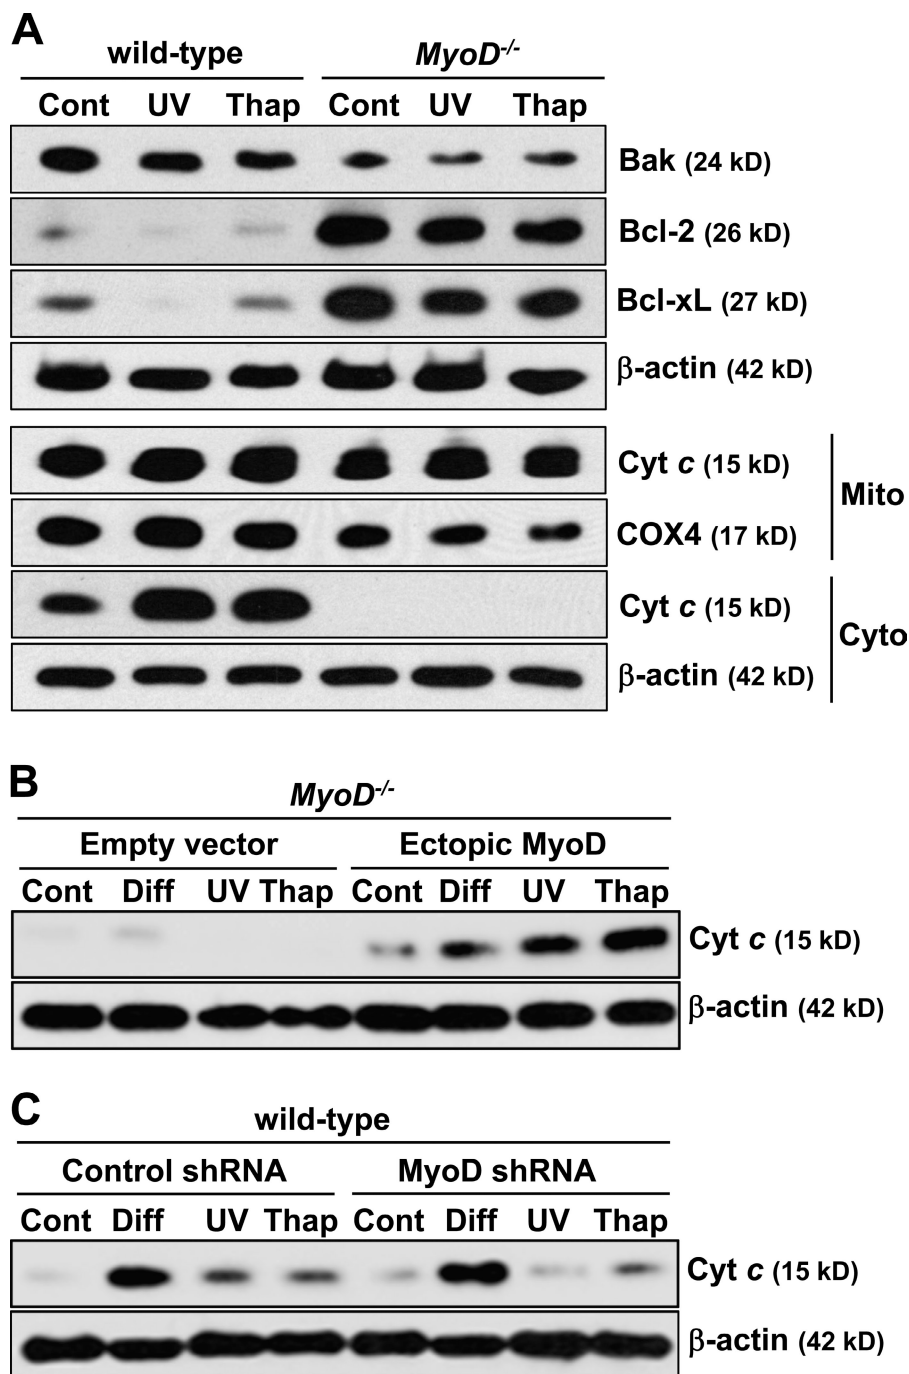 A
wild-type MyoD-/-
Cont UV Thap Cont UV Thap
Bak (24 kD)
Bcl-2 (26 kD)
Bcl-xL (27 kD)
β-actin (42 kD)
Cyt c (15 kD)
COX4 (17 kD)
Mito
Cyt c (15 kD)
β-actin (42 kD)
Cyto
B
MyoD-/-
Empty vector Ectopic MyoD
Cont Diff UV Thap Cont Diff UV Thap
Cyt c (15 kD)
β-actin (42 kD)
C
wild-type
Control shRNA MyoD shRNA
Cont Diff UV Thap Cont Diff UV Thap
Cyt c (15 kD)
β-actin (42 kD)